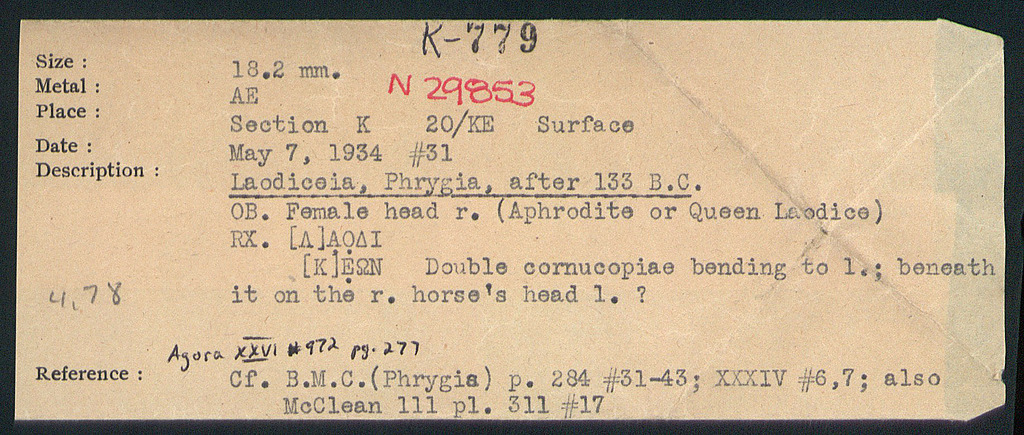 K-779
Size : 18.2 mm.
N 29853
Metal : AE
Place : Section K 20/KE Surface
Date : May 7, 1934 #31
Description : Laodiceia, Phrygia, after 133 B.C.
OB. Female head r. (Aphrodite or Queen Laodice)
RX. [Λ]ΑΟΔΙ
[Κ]ΕΩΝ Double cornucopiae bending to l.; beneath
4,78 it on the r. horse's head l. ?
Agora XXVI #972 pg. 277
Reference : Cf. B.M.C.(Phrygia) p. 284 #31-43; XXXIV #6,7; also
McClean 111 pl. 311 #17